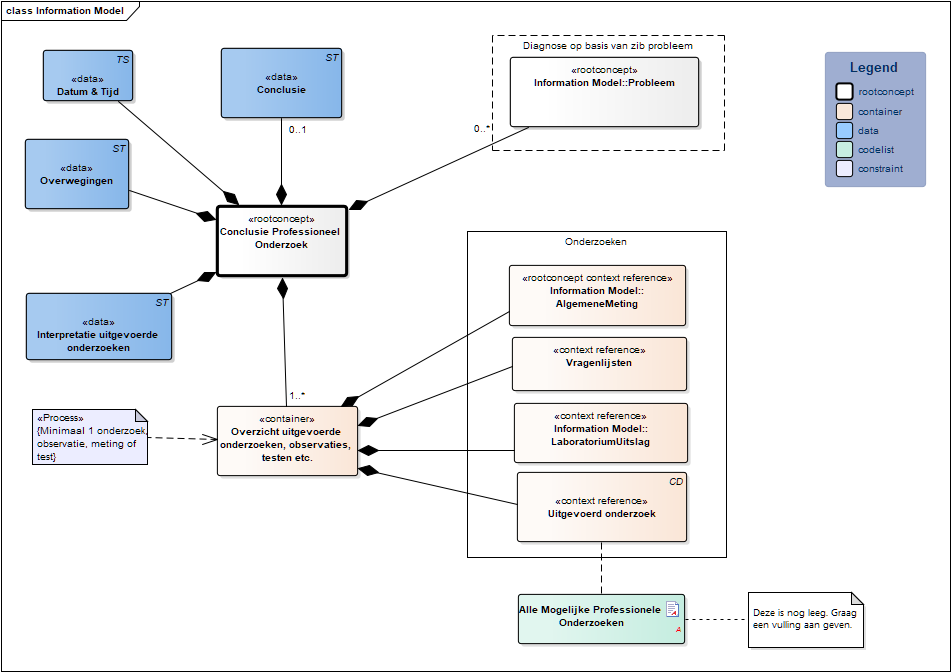 class Information Model
TS
«data»
Datum & Tijd
ST
«data»
Conclusie
0..1
Diagnose op basis van zib probleem
«rootconcept»
Information Model::Probleem
0..*
Legend
rootconcept
container
data
codelist
constraint
ST
«data»
Overwegingen
«rootconcept»
Conclusie Professioneel
Onderzoek
ST
«data»
Interpretatie uitgevoerde
onderzoeken
Onderzoeken
«rootconcept context reference»
Information Model::
AlgemeneMeting
«context reference»
Vragenlijsten
1..*
«container»
Overzicht uitgevoerde
onderzoeken, observaties,
testen etc.
«Process»
{Minimaal 1 onderzoek,
observatie, meting of
test}
«context reference»
Information Model::
LaboratoriumUitslag
CD
«context reference»
Uitgevoerd onderzoek
Alle Mogelijke Professionele
Onderzoeken
A
Deze is nog leeg. Graag
een vulling aan geven.